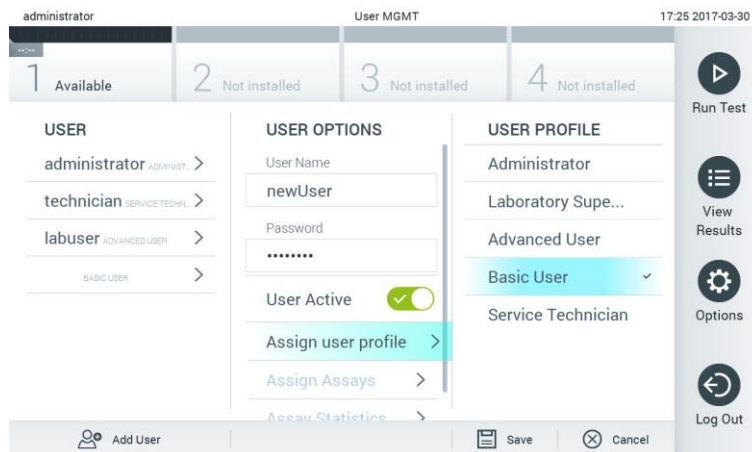 administrator User MGMT 17:25 2017-03-30
--:--
1 Available 2 Not installed 3 Not installed 4 Not installed
Run Test
USER USER OPTIONS USER PROFILE
administrator ADMINIST... > User Name Administrator
newUser
technician SERVICE TECHN... > Laboratory Supe...
View
Results
Password
labuser ADVANCED USER > Advanced User
••••••••
BASIC USER > Basic User
User Active Service Technician
Options
Assign user profile >
Assign Assays >
Assay Statistics >
Log Out
Add User Save Cancel